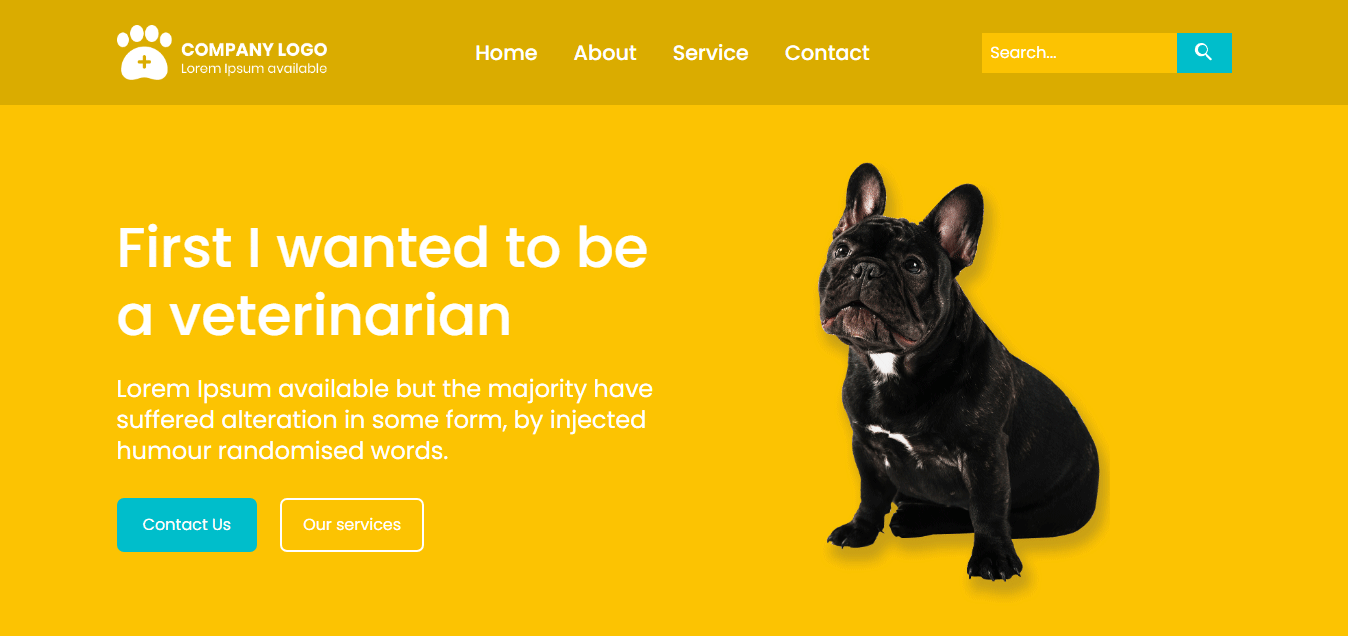 COMPANY LOGO
Lorem Ipsum available
Home About Service Contact
Search...
First I wanted to be
a veterinarian
Lorem Ipsum available but the majority have
suffered alteration in some form, by injected
humour randomised words.
Contact Us
Our services